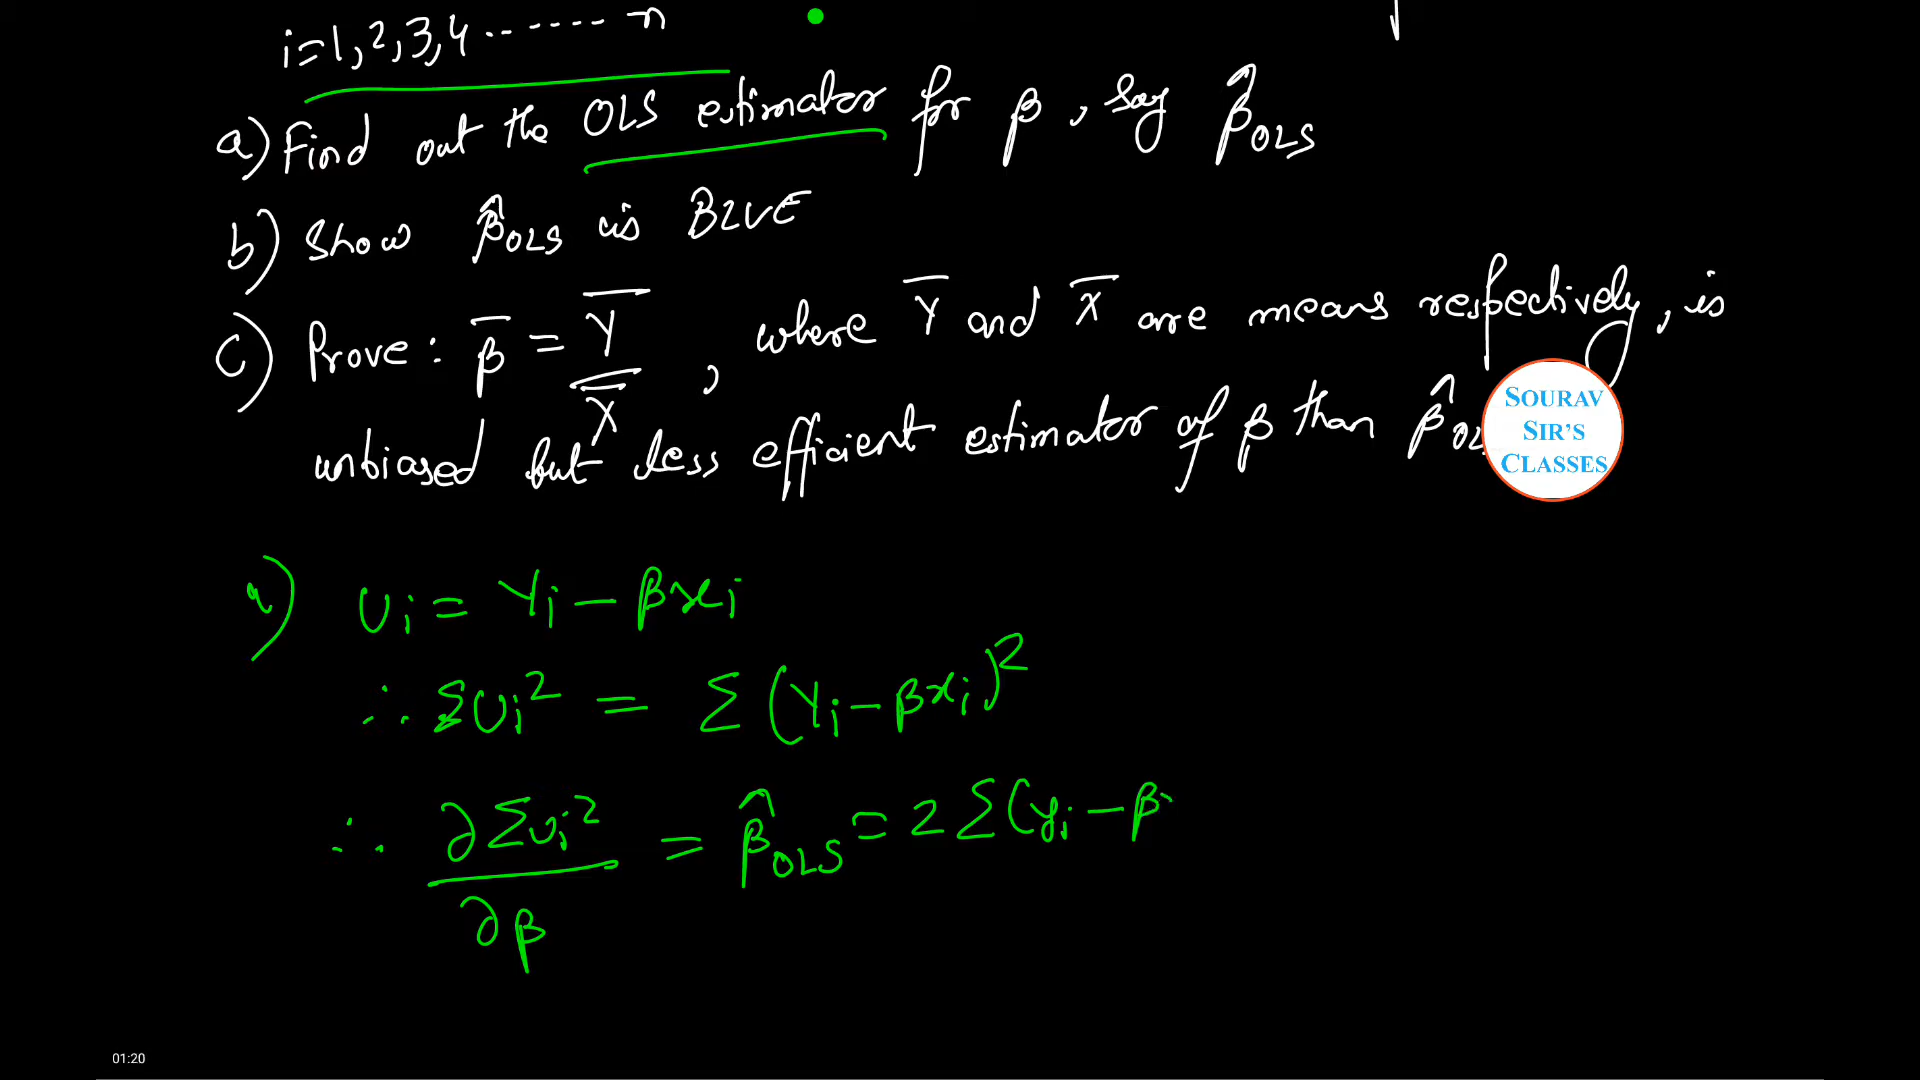 i=1,2,3,4 ........ n
a) Find out the OLS estimator for β, say β̂OLS
b) Show β̂OLS is BLUE
c) Prove: β̄ = Ȳ/X̄, where Ȳ and X̄ are means respectively, is
unbiased but less efficient estimator of β than β̂OL
SOURAV
SIR'S
CLASSES
a) Ui = Yi − βxi
∴ ΣUi² = Σ(Yi − βxi)²
∴ ∂Σui²/∂β = β̂OLS = 2Σ(yi − β
01:20